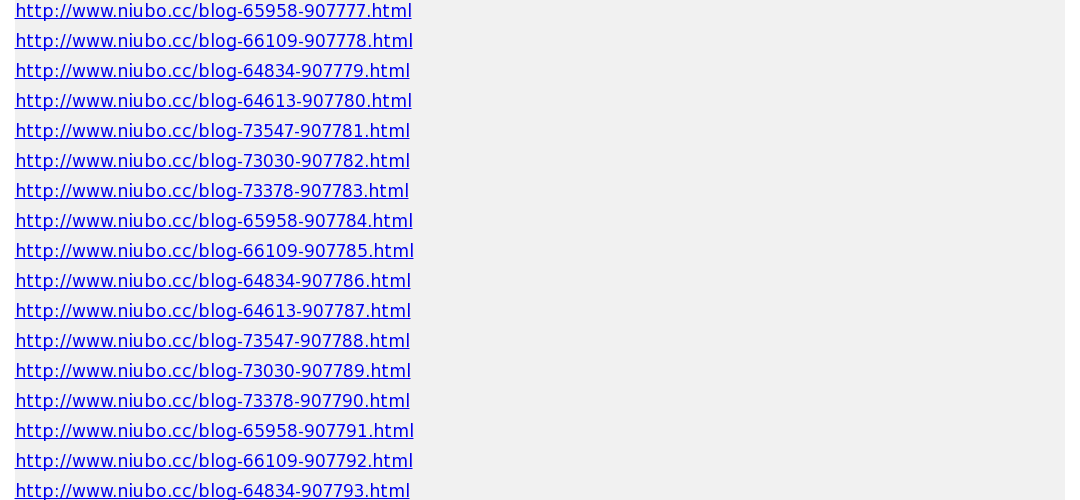 http://www.niubo.cc/blog-65958-907777.html
http://www.niubo.cc/blog-66109-907778.html
http://www.niubo.cc/blog-64834-907779.html
http://www.niubo.cc/blog-64613-907780.html
http://www.niubo.cc/blog-73547-907781.html
http://www.niubo.cc/blog-73030-907782.html
http://www.niubo.cc/blog-73378-907783.html
http://www.niubo.cc/blog-65958-907784.html
http://www.niubo.cc/blog-66109-907785.html
http://www.niubo.cc/blog-64834-907786.html
http://www.niubo.cc/blog-64613-907787.html
http://www.niubo.cc/blog-73547-907788.html
http://www.niubo.cc/blog-73030-907789.html
http://www.niubo.cc/blog-73378-907790.html
http://www.niubo.cc/blog-65958-907791.html
http://www.niubo.cc/blog-66109-907792.html
http://www.niubo.cc/blog-64834-907793.html